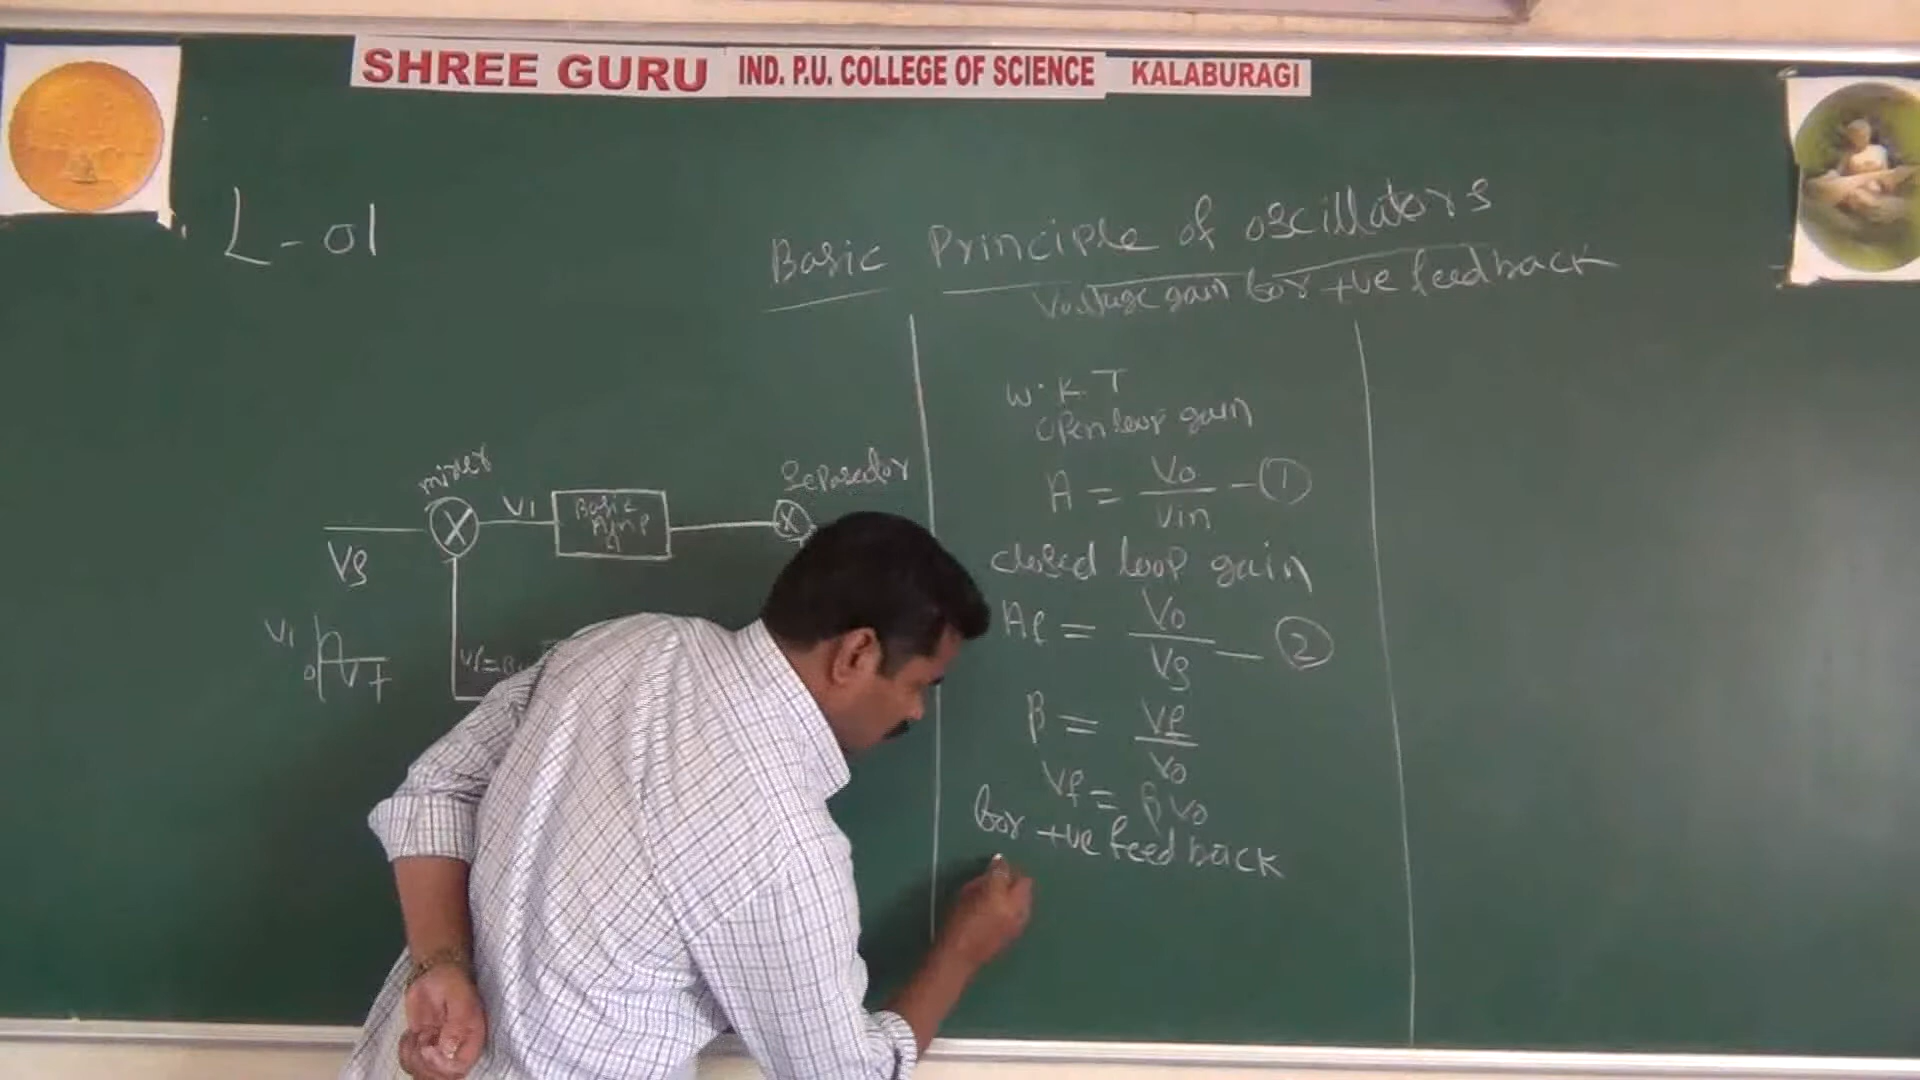 SHREE GURU IND. P.U. COLLEGE OF SCIENCE KALABURAGI
L - 01
Basic Principle of oscillators
Voltage gain for +ve feedback
mixer
V1
Basic
Amp
A
Separator
Vs
V1
0
t
W.K.T
open loop gain
A = Vo / Vin - 1
closed loop gain
Af = Vo / Vs - 2
β = Vf / Vo
Vf = β Vo
for +ve feedback